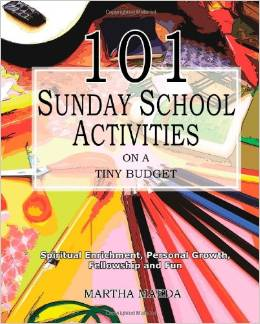 101
SUNDAY SCHOOL
ACTIVITIES
ON A
TINY BUDGET
Spiritual Enrichment, Personal Growth,
Fellowship and Fun
MARTHA MAEDA